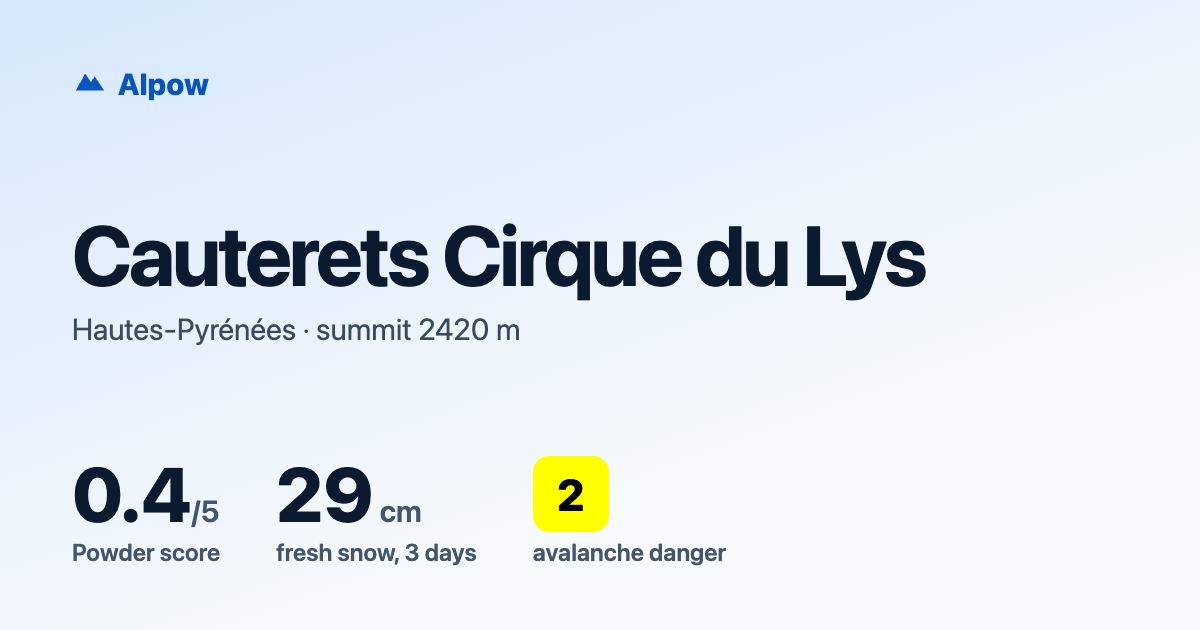 Alpow
Cauterets Cirque du Lys
Hautes-Pyrénées · summit 2420 m
0.4/5 29 cm 2
Powder score fresh snow, 3 days avalanche danger